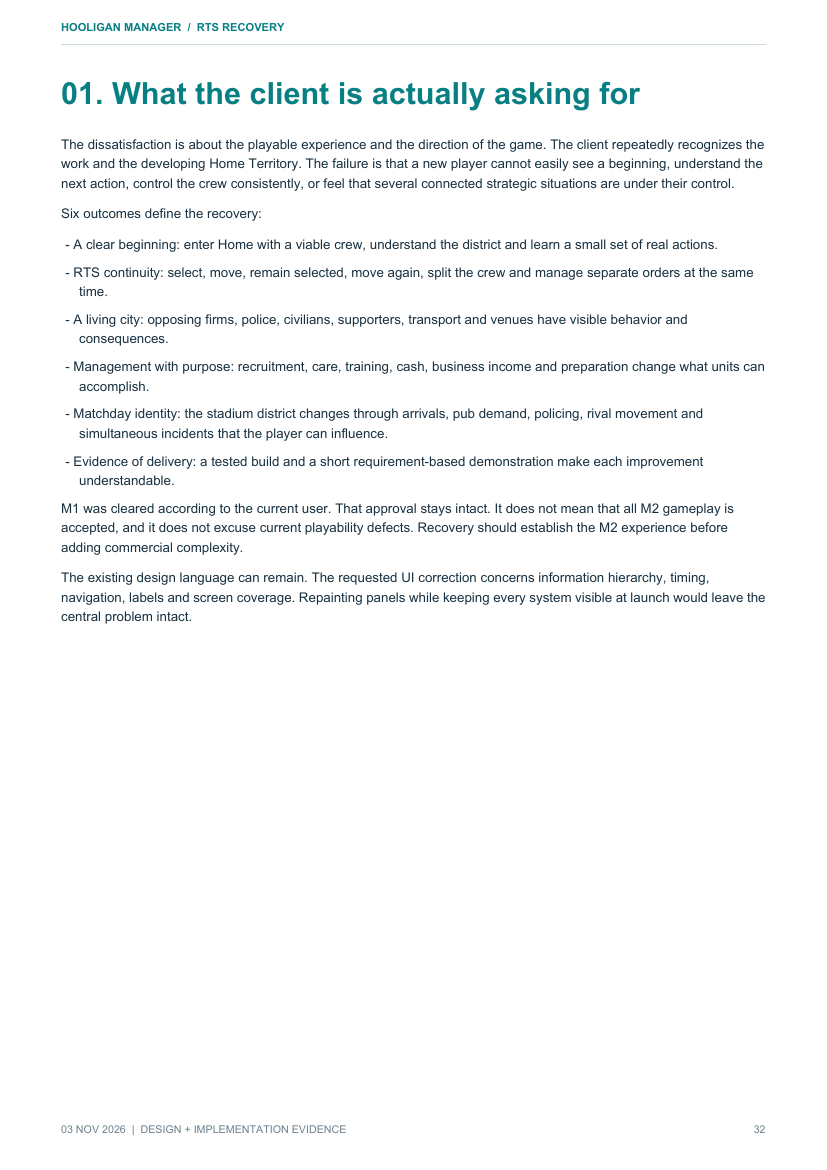 HOOLIGAN MANAGER / RTS RECOVERY
01. What the client is actually asking for
The dissatisfaction is about the playable experience and the direction of the game. The client repeatedly recognizes the
work and the developing Home Territory. The failure is that a new player cannot easily see a beginning, understand the
next action, control the crew consistently, or feel that several connected strategic situations are under their control.
Six outcomes define the recovery:
- A clear beginning: enter Home with a viable crew, understand the district and learn a small set of real actions.
- RTS continuity: select, move, remain selected, move again, split the crew and manage separate orders at the same
time.
- A living city: opposing firms, police, civilians, supporters, transport and venues have visible behavior and
consequences.
- Management with purpose: recruitment, care, training, cash, business income and preparation change what units can
accomplish.
- Matchday identity: the stadium district changes through arrivals, pub demand, policing, rival movement and
simultaneous incidents that the player can influence.
- Evidence of delivery: a tested build and a short requirement-based demonstration make each improvement
understandable.
M1 was cleared according to the current user. That approval stays intact. It does not mean that all M2 gameplay is
accepted, and it does not excuse current playability defects. Recovery should establish the M2 experience before
adding commercial complexity.
The existing design language can remain. The requested UI correction concerns information hierarchy, timing,
navigation, labels and screen coverage. Repainting panels while keeping every system visible at launch would leave the
central problem intact.
03 NOV 2026 | DESIGN + IMPLEMENTATION EVIDENCE
32